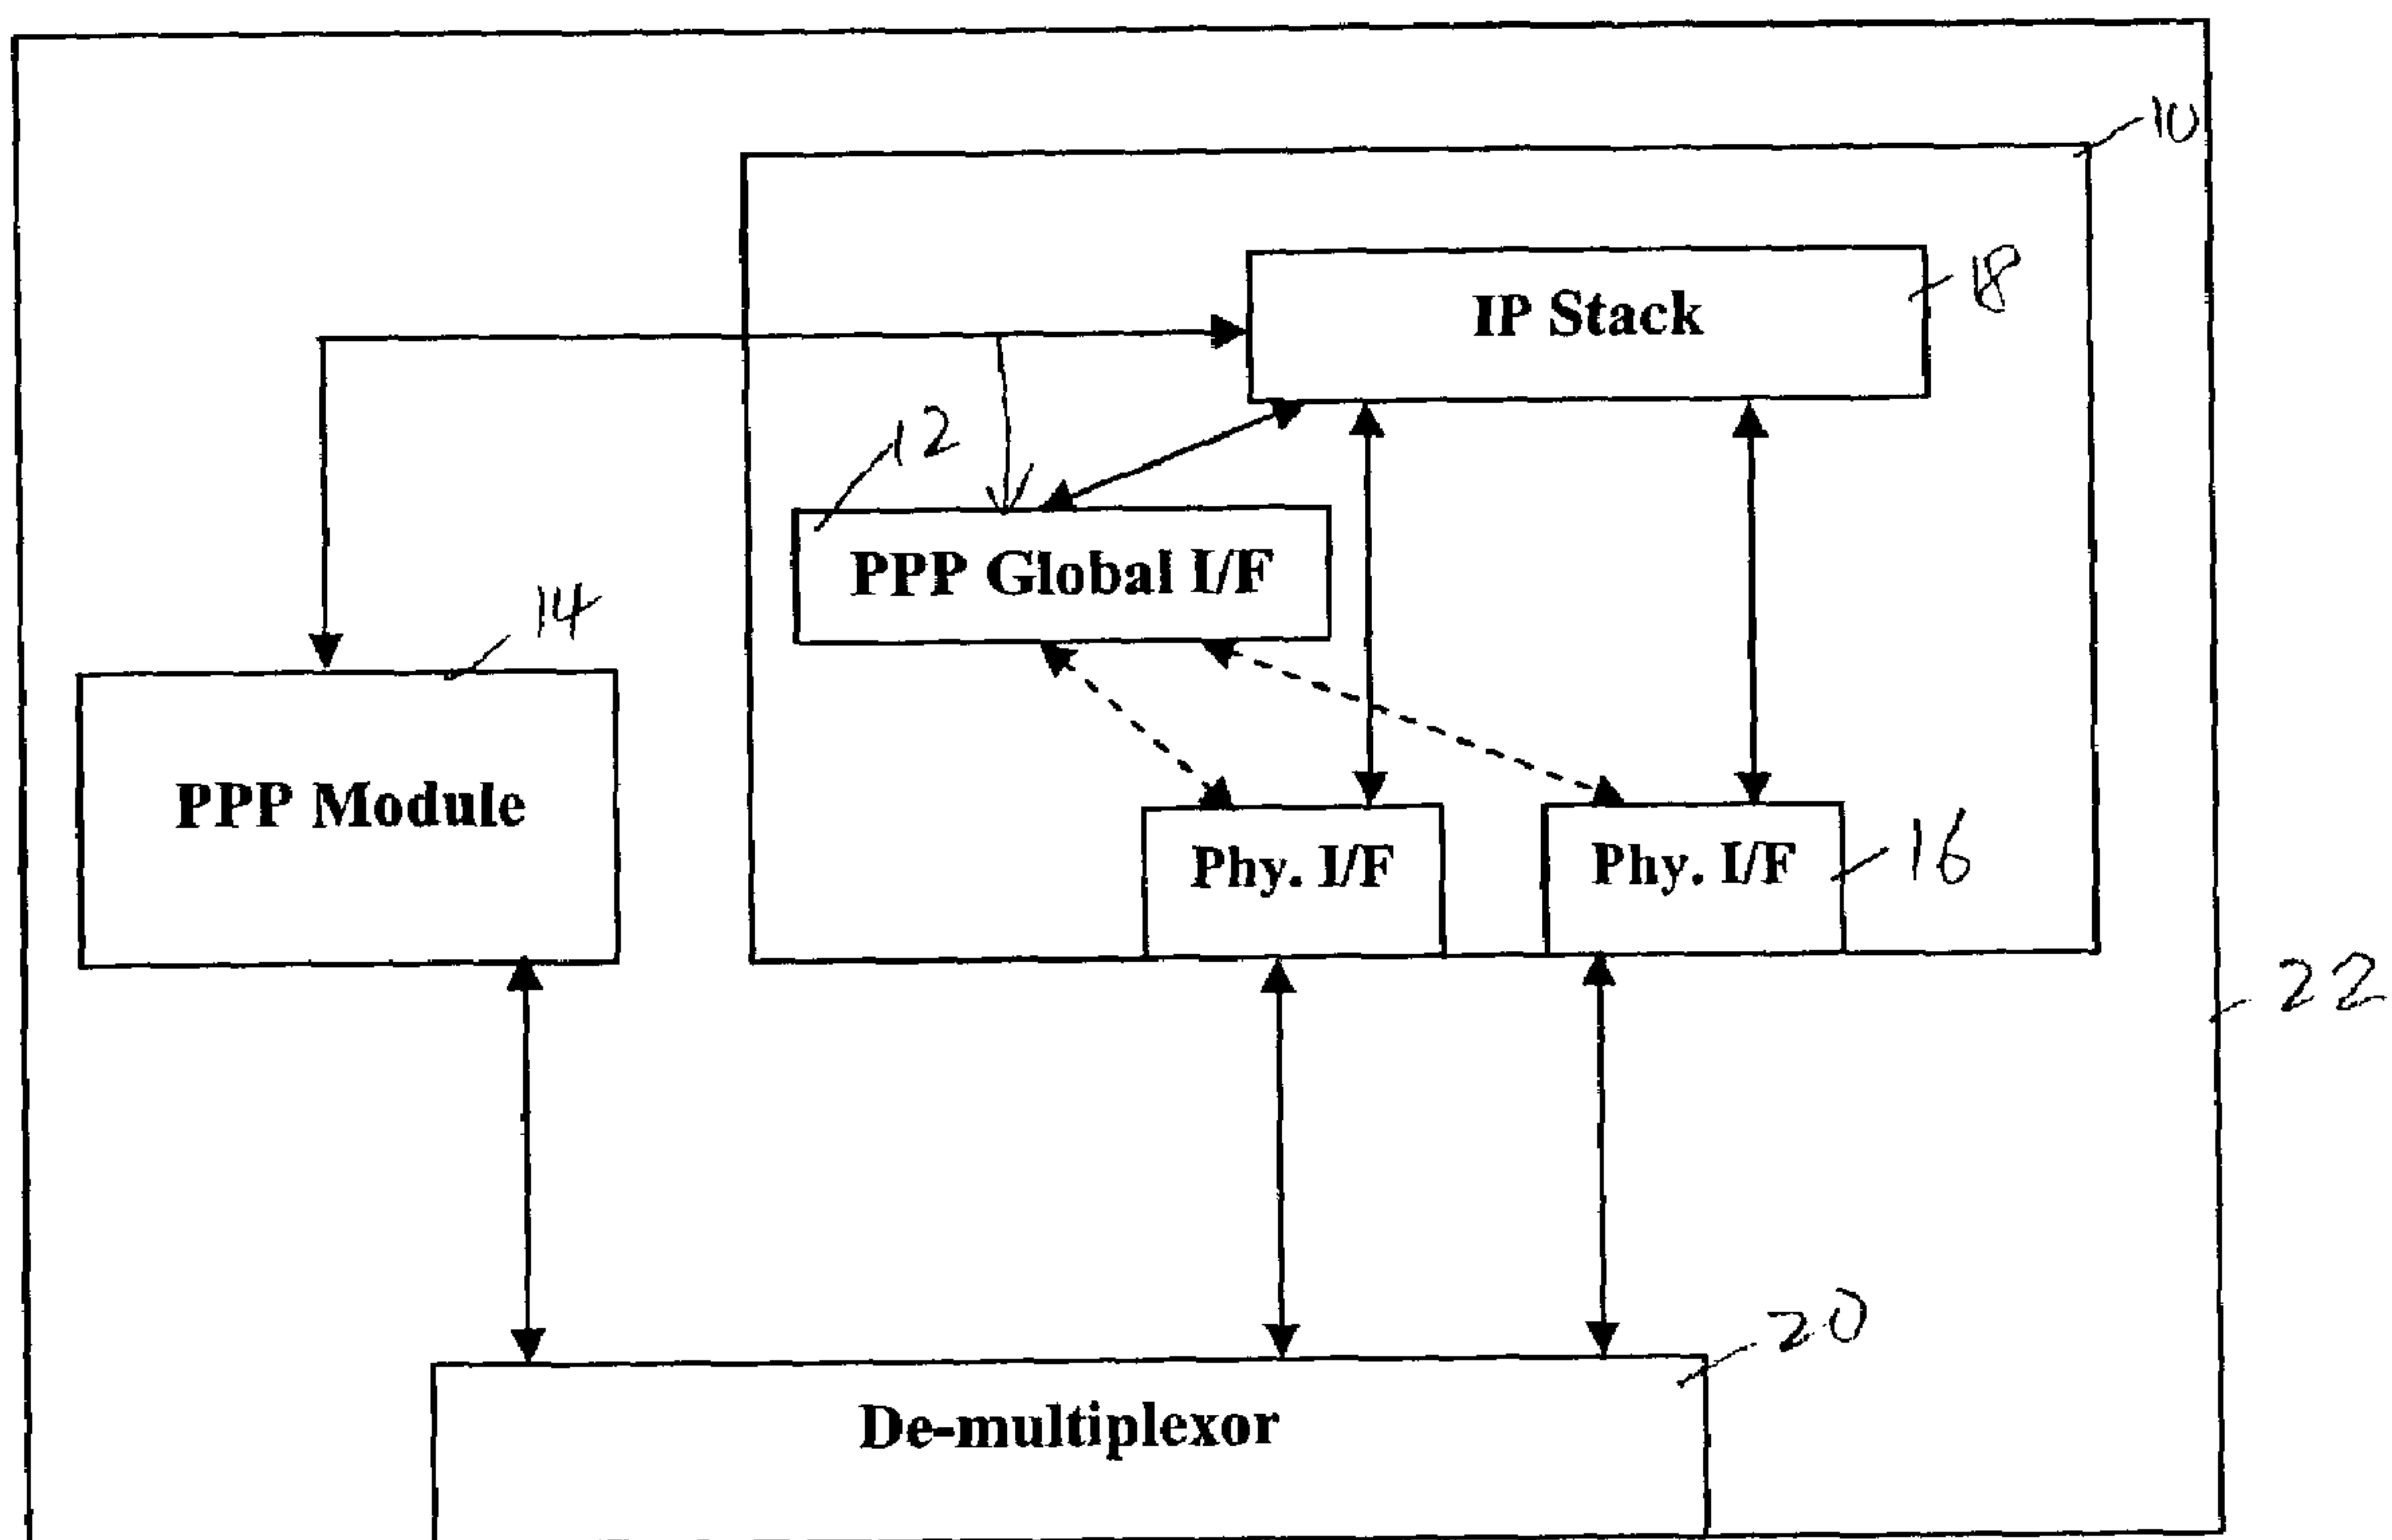 10
IP Stack
18
12
PPP Global I/F
14
PPP Module
Phy. I/F
Phy. I/F
16
22
20
De-multiplexor